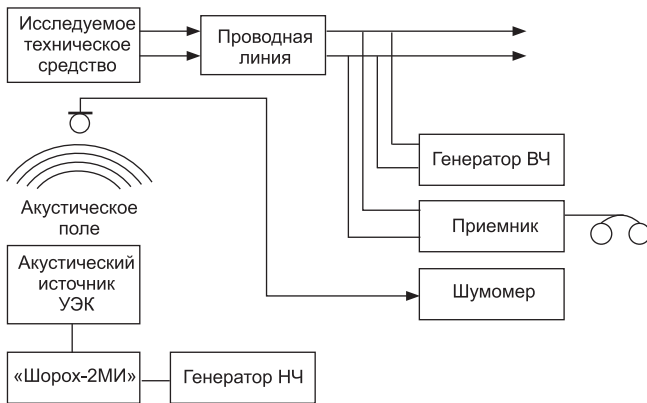 Исследуемое
техническое
средство
Проводная
линия
Генератор ВЧ
Акустическое
поле
Приемник
Акустический
источник
УЭК
Шумомер
«Шорох-2МИ»
Генератор НЧ